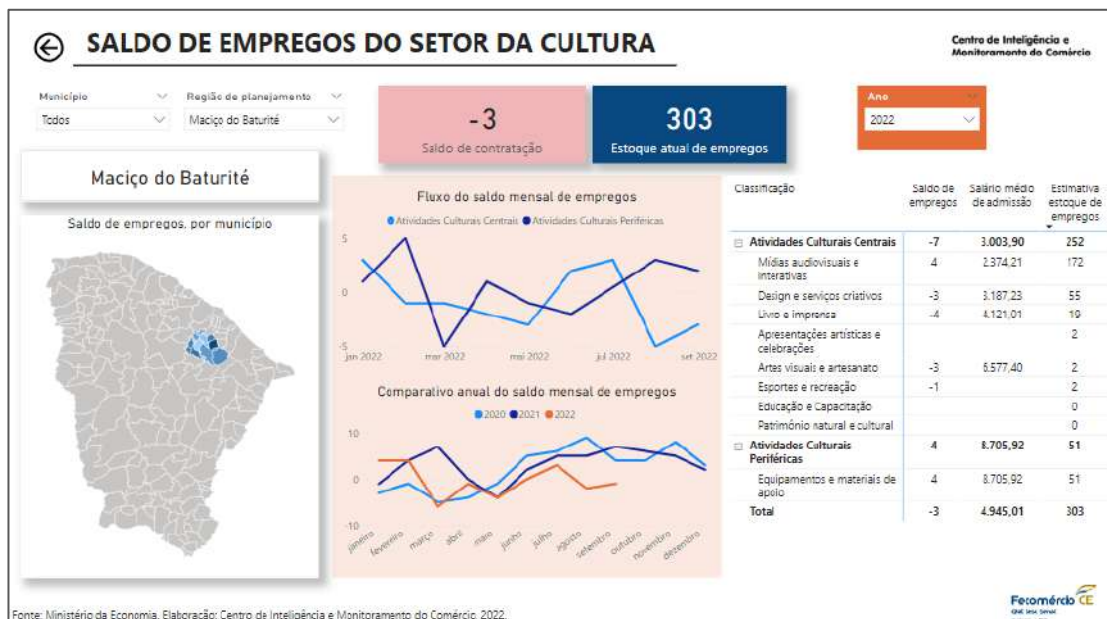 SALDO DE EMPREGOS DO SETOR DA CULTURA
Centro de Inteligência e
Monitoramento do Comércio
Município
Todos
Região de planejamento
Maciço do Baturité
-3
Saldo de contratação
303
Estoque atual de empregos
Ano
2022
Maciço do Baturité
Saldo de empregos, por município
Fluxo do saldo mensal de empregos
Atividades Culturais Centrais Atividades Culturais Periféricas
5
0
-5
jan 2022 mar 2022 mai 2022 jul 2022 set 2022
Comparativo anual do saldo mensal de empregos
2020 2021 2022
10
0
-10
janeiro fevereiro março abril maio junho julho agosto setembro outubro novembro dezembro
Classificação Saldo de empregos Salário médio de admissão Estimativa estoque de empregos
Atividades Culturais Centrais -7 3.003,90 252
Mídias audiovisuais e
interativas 4 2.374,21 172
Design e serviços criativos -3 3.187,23 55
Livro e imprensa -4 4.121,01 19
Apresentações artísticas e
celebrações 2
Artes visuais e artesanato -3 6.577,40 2
Esportes e recreação -1 2
Educação e Capacitação 0
Patrimônio natural e cultural 0
Atividades Culturais
Periféricas 4 8.705,92 51
Equipamentos e materiais de
apoio 4 8.705,92 51
Total -3 4.945,01 303
Fonte: Ministério da Economia. Elaboração: Centro de Inteligência e Monitoramento do Comércio, 2022.
Fecomércio CE